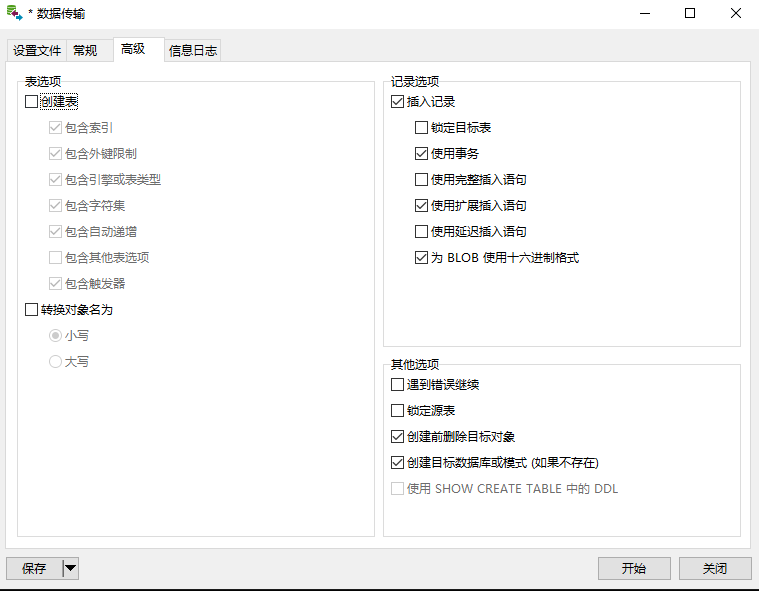 * 数据传输
设置文件 常规 高级 信息日志
表选项
创建表
包含索引
包含外键限制
包含引擎或表类型
包含字符集
包含自动递增
包含其他表选项
包含触发器
转换对象名为
小写
大写
记录选项
插入记录
锁定目标表
使用事务
使用完整插入语句
使用扩展插入语句
使用延迟插入语句
为 BLOB 使用十六进制格式
其他选项
遇到错误继续
锁定源表
创建前删除目标对象
创建目标数据库或模式 (如果不存在)
使用 SHOW CREATE TABLE 中的 DDL
保存 开始 关闭